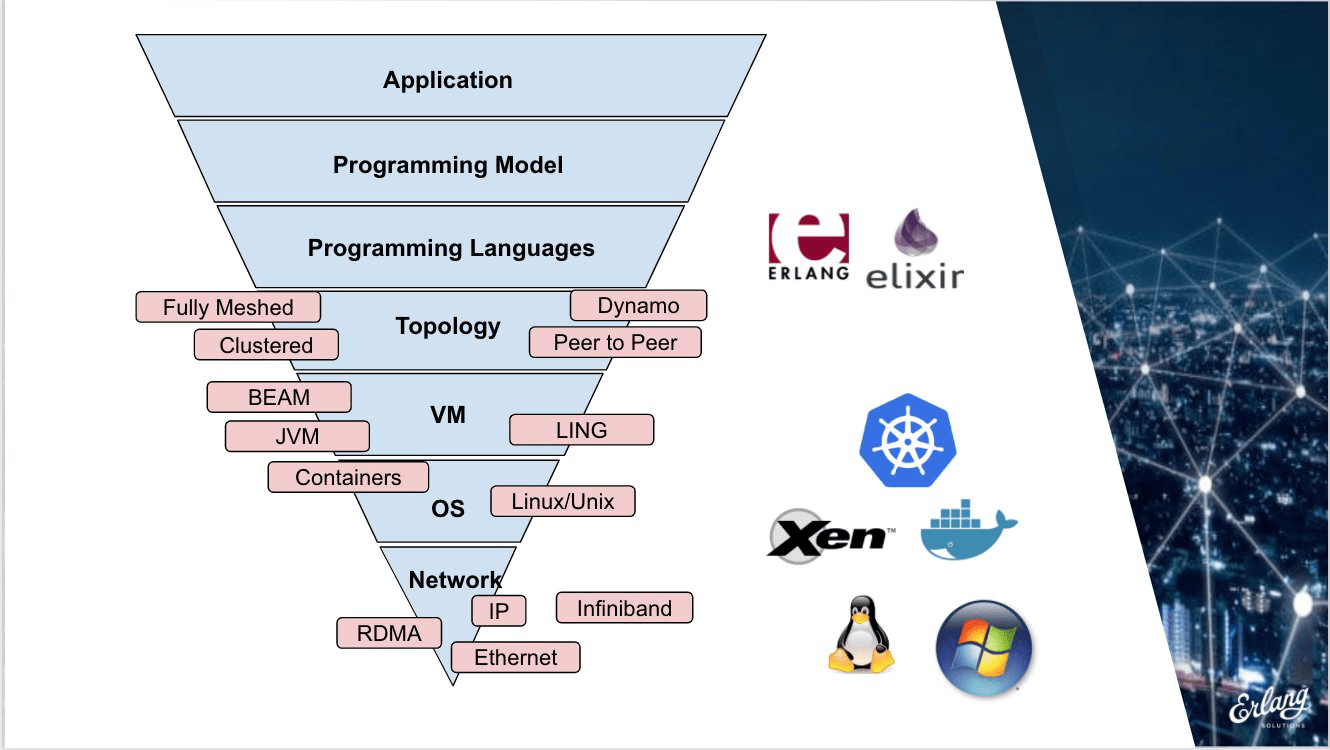 Application
Programming Model
Programming Languages
ERLANG
elixir
Fully Meshed
Dynamo
Topology
Clustered
Peer to Peer
BEAM
VM
JVM
LING
Containers
OS
Linux/Unix
Xen™
Network
IP
Infiniband
RDMA
Ethernet
Erlang
SOLUTIONS